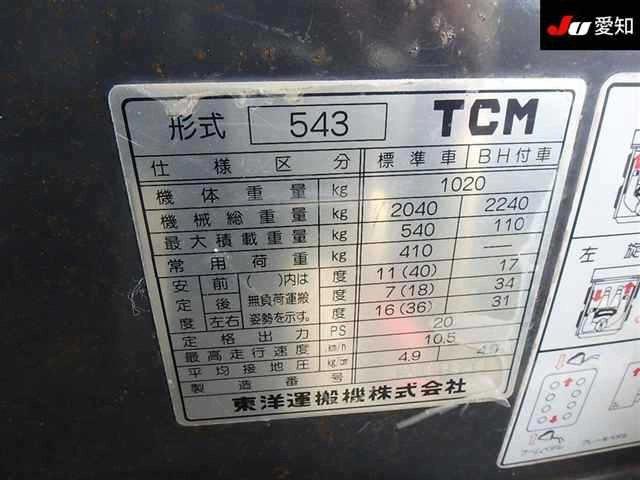 JU 愛知
形式 543 TCM
仕様区分 標準車 BH付車
機体重量 kg 1020
機械総重量 kg 2040 2240
最大積載重量 kg 540 110
常用荷重 kg 410 —
安定度 前 ( )内は無負荷運搬姿勢を示す。 度 11(40) 17
後 度 7(18) 34
左右 度 16(36) 31
定格出力 PS 20
最高走行速度 km/h 10.5
平均接地圧 kg/cm² 4.9 4.9
製造番号
東洋運搬機株式会社
左旋